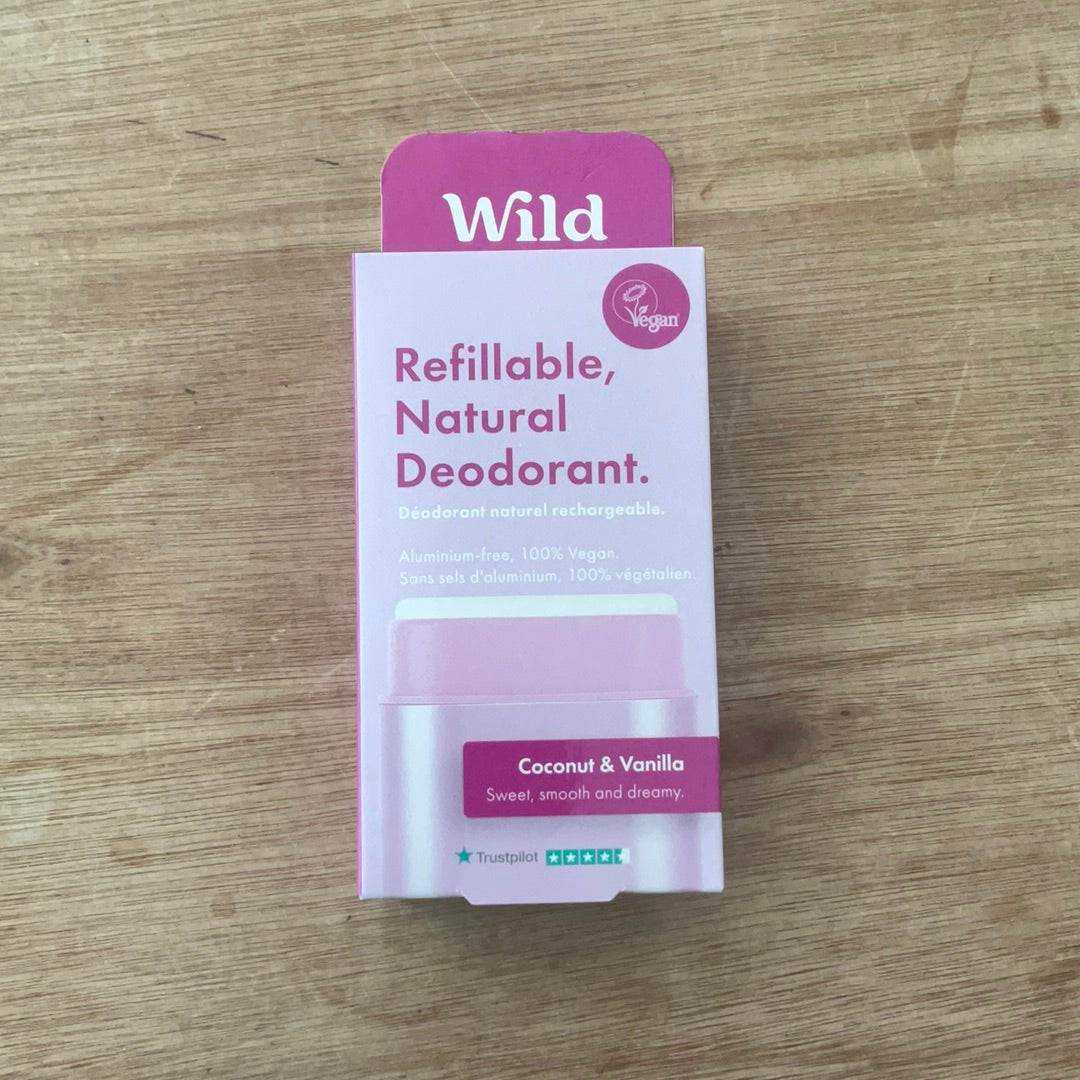 Wild
Vegan
Refillable,
Natural
Deodorant.
Déodorant naturel rechargeable.
Aluminium-free, 100% Vegan.
Sans sels d'aluminium, 100% végétalien.
Coconut & Vanilla
Sweet, smooth and dreamy.
Trustpilot